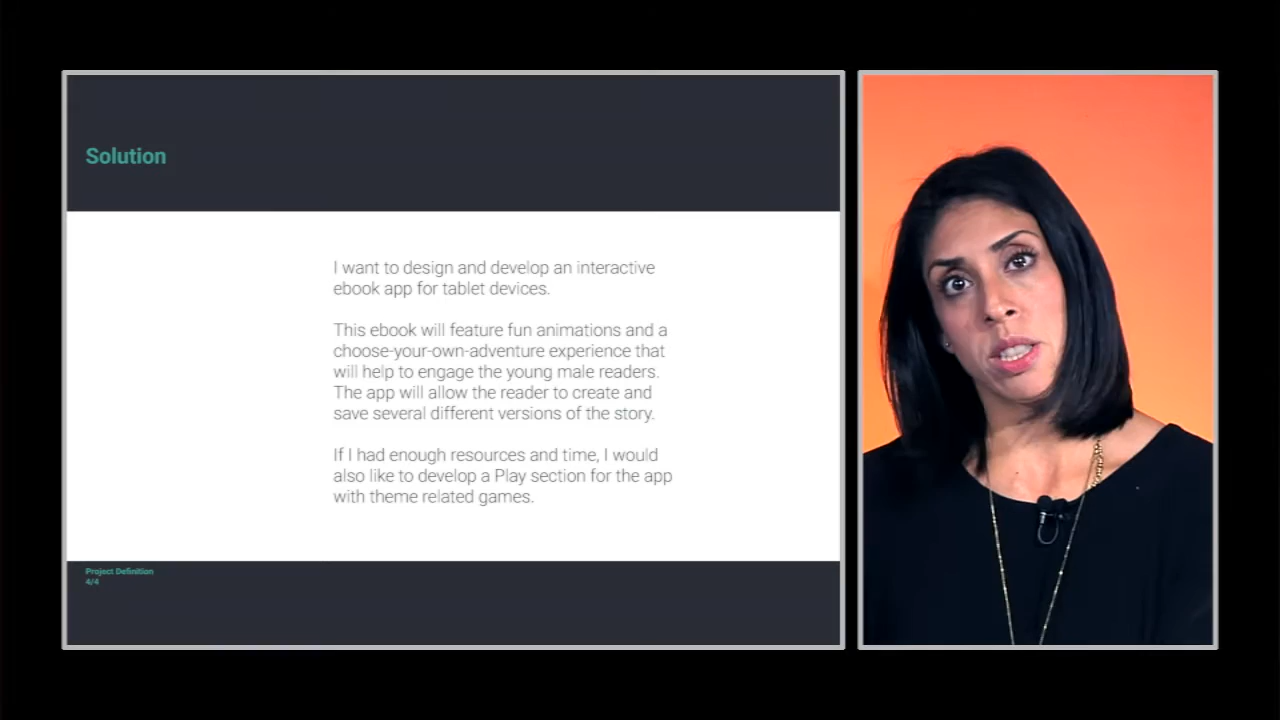 Solution
I want to design and develop an interactive
ebook app for tablet devices.
This ebook will feature fun animations and a
choose-your-own-adventure experience that
will help to engage the young male readers.
The app will allow the reader to create and
save several different versions of the story.
If I had enough resources and time, I would
also like to develop a Play section for the app
with theme related games.
Project Definition
4/4